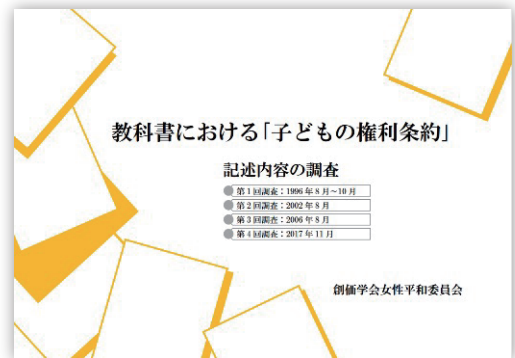 教科書における「子どもの権利条約」
記述内容の調査
第1回調査：1996年8月～10月
第2回調査：2002年8月
第3回調査：2006年8月
第4回調査：2017年11月
創価学会女性平和委員会